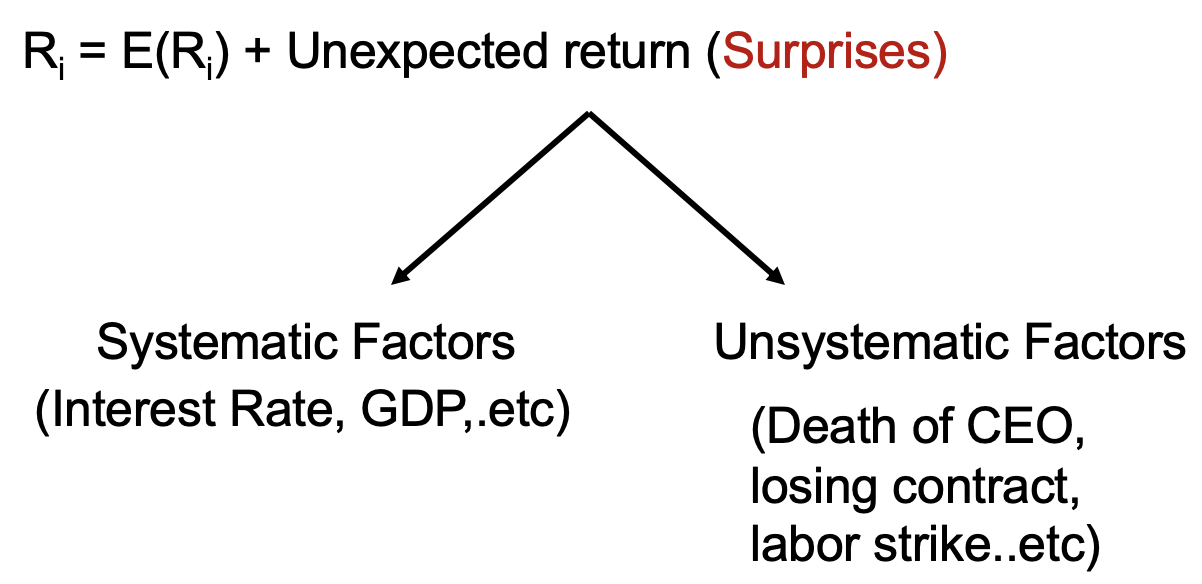 Ri = E(Ri) + Unexpected return (Surprises)
Systematic Factors
(Interest Rate, GDP,.etc)
Unsystematic Factors
(Death of CEO,
losing contract,
labor strike..etc)